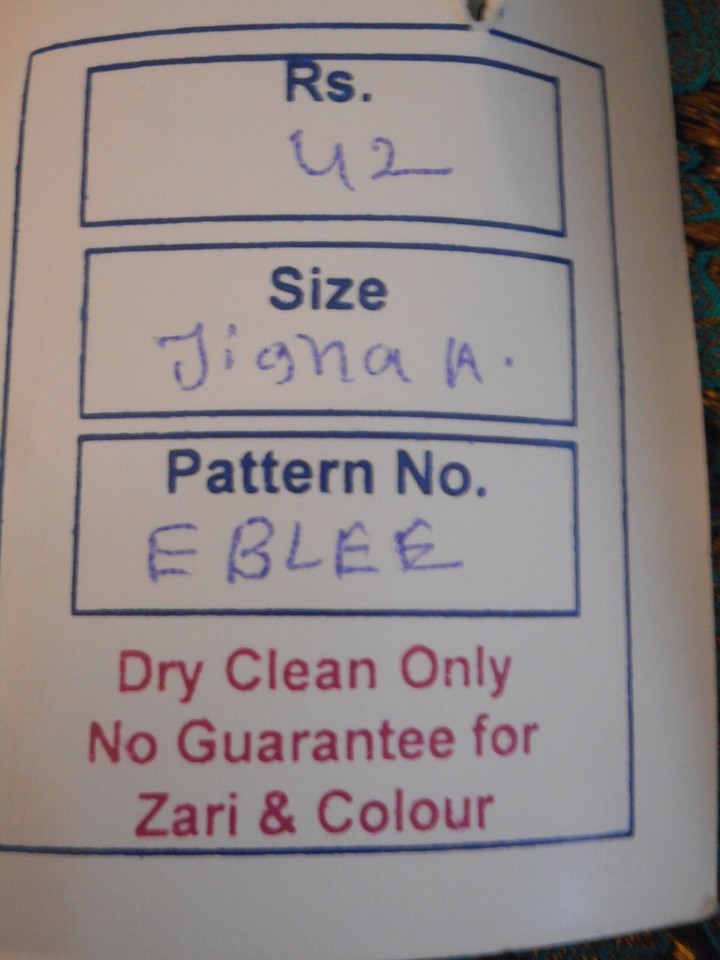 Rs.
42
Size
Jigna A.
Pattern No.
EBLEE
Dry Clean Only
No Guarantee for
Zari & Colour